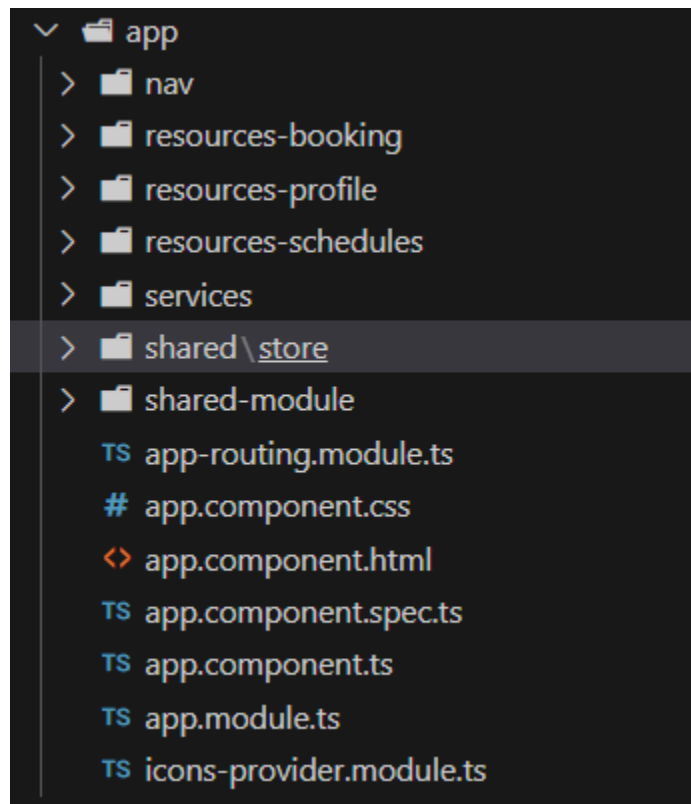 app
nav
resources-booking
resources-profile
resources-schedules
services
shared\store
shared-module
TS app-routing.module.ts
# app.component.css
<> app.component.html
TS app.component.spec.ts
TS app.component.ts
TS app.module.ts
TS icons-provider.module.ts